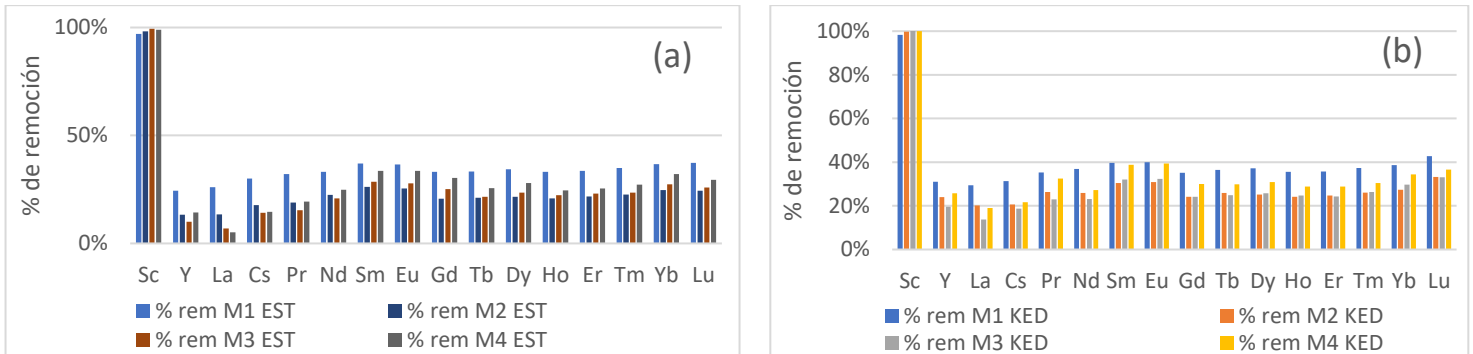 (a)
% de remoción
100%
50%
0%
Sc Y La Cs Pr Nd Sm Eu Gd Tb Dy Ho Er Tm Yb Lu
% rem M1 EST % rem M2 EST
% rem M3 EST % rem M4 EST
(b)
% de remoción
100%
80%
60%
40%
20%
0%
Sc Y La Cs Pr Nd Sm Eu Gd Tb Dy Ho Er Tm Yb Lu
% rem M1 KED % rem M2 KED
% rem M3 KED % rem M4 KED